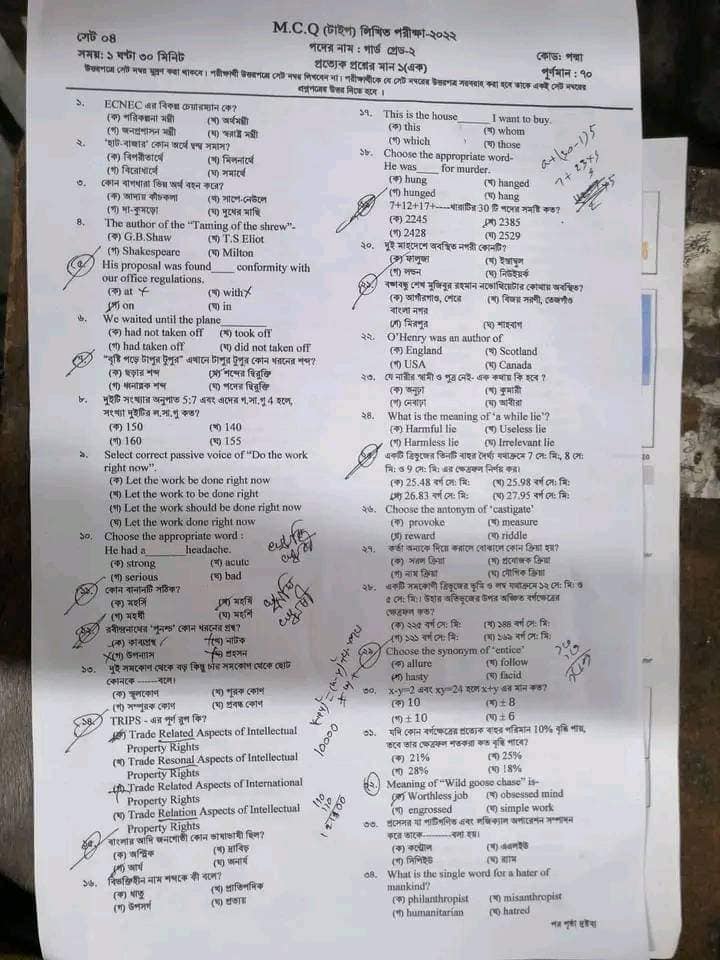 সেট ০৪
M.C.Q (টাইপ) লিখিত পরীক্ষা-২০২২
পদের নাম : গার্ড গ্রেড-২
সময়: ১ ঘণ্টা ৩০ মিনিট
প্রত্যেক প্রশ্নের মান ১(এক)
কোড: পদ্মা
পূর্ণমান : ৭০
উত্তরপত্রে সেট নম্বর মুদ্রণ করা থাকবে। পরীক্ষার্থী উত্তরপত্রে সেট নম্বর লিখবেন না। পরীক্ষার্থীকে যে সেট নম্বরের উত্তরপত্র সরবরাহ করা হবে তাকে একই সেট নম্বরের
প্রশ্নপত্রের উত্তর দিতে হবে ।
১. ECNEC এর বিকল্প চেয়ারম্যান কে?
(ক) পরিকল্পনা মন্ত্রী (খ) অর্থমন্ত্রী
(গ) জনপ্রশাসন মন্ত্রী (ঘ) স্বরাষ্ট্র মন্ত্রী
২. 'হাট-বাজার' কোন অর্থে দ্বন্দ্ব সমাস?
(ক) বিপরীতার্থে (খ) মিলনার্থে
(গ) বিরোধার্থে (ঘ) সমার্থে
৩. কোন বাগধারা ভিন্ন অর্থ বহন করে?
(ক) আদায় কাঁচকলা (খ) সাপে-নেউলে
(গ) দা-কুমড়ো (ঘ) দুধের মাছি
৪. The author of the “Taming of the shrew”-
(ক) G.B.Shaw (খ) T.S Eliot
(গ) Shakespeare (ঘ) Milton
৫. His proposal was found____ conformity with
our office regulations.
(ক) at (খ) with
(গ) on (ঘ) in
৬. We waited until the plane________
(ক) had not taken off (খ) took off
(গ) had taken off (ঘ) did not taken off
৭. “বৃষ্টি পড়ে টাপুর টুপুর” এখানে টাপুর টুপুর কোন ধরনের শব্দ?
(ক) ছড়ার শব্দ (খ) শব্দের দ্বিরুক্তি
(গ) ধ্বনাত্নক শব্দ (ঘ) পদের দ্বিরুক্তি
৮. দুইটি সংখ্যার অনুপাত 5:7 এবং এদের গ.সা.গু 4 হলে,
সংখ্যা দুইটির ল.সা.গু কত?
(ক) 150 (খ) 140
(গ) 160 (ঘ) 155
৯. Select correct passive voice of “Do the work
right now”.
(ক) Let the work be done right now
(খ) Let the work to be done right
(গ) Let the work should be done right now
(ঘ) Let the work done right now
১০. Choose the appropriate word :
He had a_______ headache.
(ক) strong (খ) acute
(গ) serious (ঘ) bad
১১. কোন বানানটি সঠিক?
(ক) মহর্সি (খ) মহর্ষি
(গ) মহর্ষী (ঘ) মহর্শি
১২. রবীন্দ্রনাথের 'পুনশ্চ' কোন ধরনের গ্রন্থ?
(ক) কাব্যগ্রন্থ (খ) নাটক
(গ) উপন্যাস (ঘ) প্রহসন
১৩. দুই সমকোণ থেকে বড় কিন্তু চার সমকোণ থেকে ছোট
কোনকে ------বলে।
(ক) স্থূলকোণ (খ) পূরক কোণ
(গ) সম্পূরক কোণ (ঘ) প্রবৃদ্ধ কোণ
১৪. TRIPS - এর পূর্ণ রুপ কি?
(ক) Trade Related Aspects of Intellectual
Property Rights
(খ) Trade Resonal Aspects of Intellectual
Property Rights
(গ) Trade Related Aspects of International
Property Rights
(ঘ) Trade Relation Aspects of Intellectual
Property Rights
১৫. বাংলার আদি জনগোষ্ঠী কোন ভাষাভাষী ছিল?
(ক) অস্ট্রিক (খ) দ্রাবিড়
(গ) আর্য (ঘ) অনার্য
১৬. বিভক্তিহীন নাম শব্দকে কী বলে?
(ক) ধাতু (খ) প্রাতিপদিক
(গ) উপসর্গ (ঘ) প্রত্যয়
১৭. This is the house______ I want to buy.
(ক) this (খ) whom
(গ) which (ঘ) those
১৮. Choose the appropriate word-
He was____ for murder.
(ক) hung (খ) hanged
(গ) hunged (ঘ) hang
7+12+17+----ধারাটির 30 টি পদের সমষ্টি কত?
(ক) 2245 (খ) 2385
(গ) 2428 (ঘ) 2529
২০. দুই মহাদেশে অবস্থিত নগরী কোনটি?
(ক) ফালুজা (খ) ইস্তাম্বুল
(গ) লন্ডন (ঘ) নিউইয়র্ক
২১. বঙ্গবন্ধু শেখ মুজিবুর রহমান নভোথিয়েটার কোথায় অবস্থিত?
(ক) আগাঁরগাও, শেরে (খ) বিজয় সরণী, তেজগাঁও
বাংলা নগর
(গ) মিরপুর (ঘ) শাহবাগ
২২. O’Henry was an author of
(ক) England (খ) Scotland
(গ) USA (ঘ) Canada
২৩. যে নারীর স্বামী ও পুত্র নেই- এক কথায় কি হবে ?
(ক) অনূঢ়া (খ) কুমারী
(গ) নেবাঢ়া (ঘ) অবীরা
২৪. What is the meaning of ‘a while lie’?
(ক) Harmful lie (খ) Useless lie
(গ) Harmless lie (ঘ) Irrelevant lie
২৫. একটি ত্রিভুজের তিনটি বাহুর দৈর্ঘ্য যথাক্রমে 7 সে: মি:, 8 সে:
মি: ও 9 সে: মি: এর ক্ষেত্রফল নির্ণয় কর।
(ক) 25.48 বর্গ সে: মি: (খ) 25.98 বর্গ সে: মি:
(গ) 26.83 বর্গ সে: মি: (ঘ) 27.95 বর্গ সে: মি:
২৬. Choose the antonym of ‘castigate’
(ক) provoke (খ) measure
(গ) reward (ঘ) riddle
২৭. কর্তা অন্যকে দিয়ে করালে বোঝালে কোন ক্রিয়া হয়?
(ক) সরল ক্রিয়া (খ) প্রযোজক ক্রিয়া
(গ) নাম ক্রিয়া (ঘ) যৌগিক ক্রিয়া
২৮. একটি সমকোণী ত্রিভুজের ভূমি ও লম্ব যথাক্রমে ১২ সে: মি: ও
৫ সে: মি:। উহার অতিভূজের উপর অঙ্কিত বর্গক্ষেত্রের
ক্ষেত্রফল কত?
(ক) ২২৫ বর্গ সে: মি: (খ) ১৪৪ বর্গ সে: মি:
(গ) ১২১ বর্গ সে: মি: (ঘ) ১৬৯ বর্গ সে: মি:
২৯. Choose the synonym of ‘entice’
(ক) allure (খ) follow
(গ) hasty (ঘ) facid
৩০. x-y=2 এবং xy=24 হলে x+y এর মান কত?
(ক) 10 (খ) ± 8
(গ) ± 10 (ঘ) ± 6
৩১. যদি কোন বর্গক্ষেত্রের প্রত্যেক বাহুর পরিমান 10% বৃদ্ধি পায়,
তবে তার ক্ষেত্রফল শতকরা কত বৃদ্ধি পাবে?
(ক) 21% (খ) 25%
(গ) 28% (ঘ) 18%
৩২. Meaning of “Wild goose chase” is-
(ক) Worthless job (খ) obsessed mind
(গ) engrossed (ঘ) simple work
৩৩. প্রসেসর যা গাণিতিক এবং লজিক্যাল অপারেশন সম্পাদন
করে তাকে---------বলা হয়।
(ক) কন্ট্রোল (খ) এএলইউ
(গ) সিপিইউ (ঘ) র‍্যাম
৩৪. What is the single word for a hater of
mankind?
(ক) philanthropist (খ) misanthropist
(গ) humanitarian (ঘ) hatred
পর পৃষ্ঠা দ্রষ্টব্য